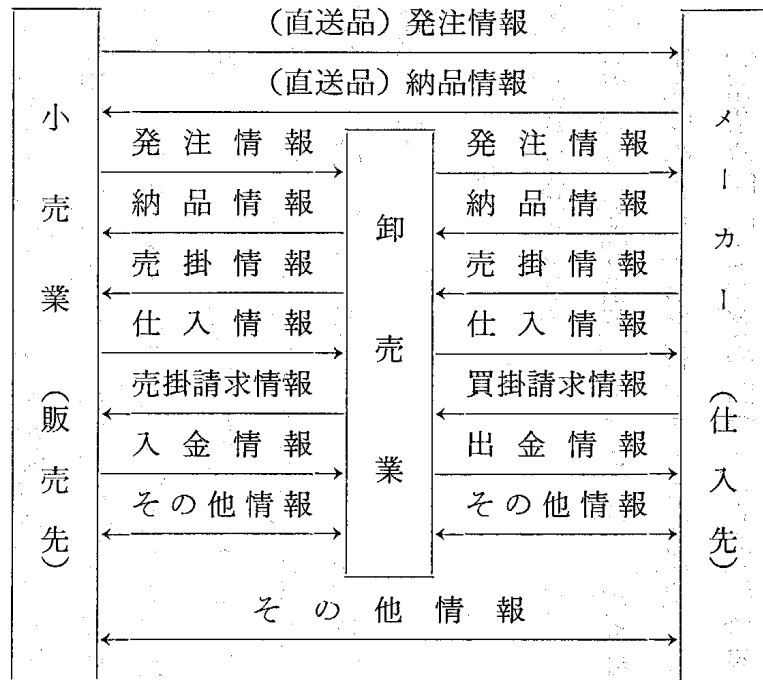 (直送品)発注情報
(直送品)納品情報
小売業(販売先)
発注情報
納品情報
売掛情報
仕入情報
売掛請求情報
入金情報
その他情報
卸売業
発注情報
納品情報
売掛情報
仕入情報
買掛請求情報
出金情報
その他情報
メーカー(仕入先)
その他情報